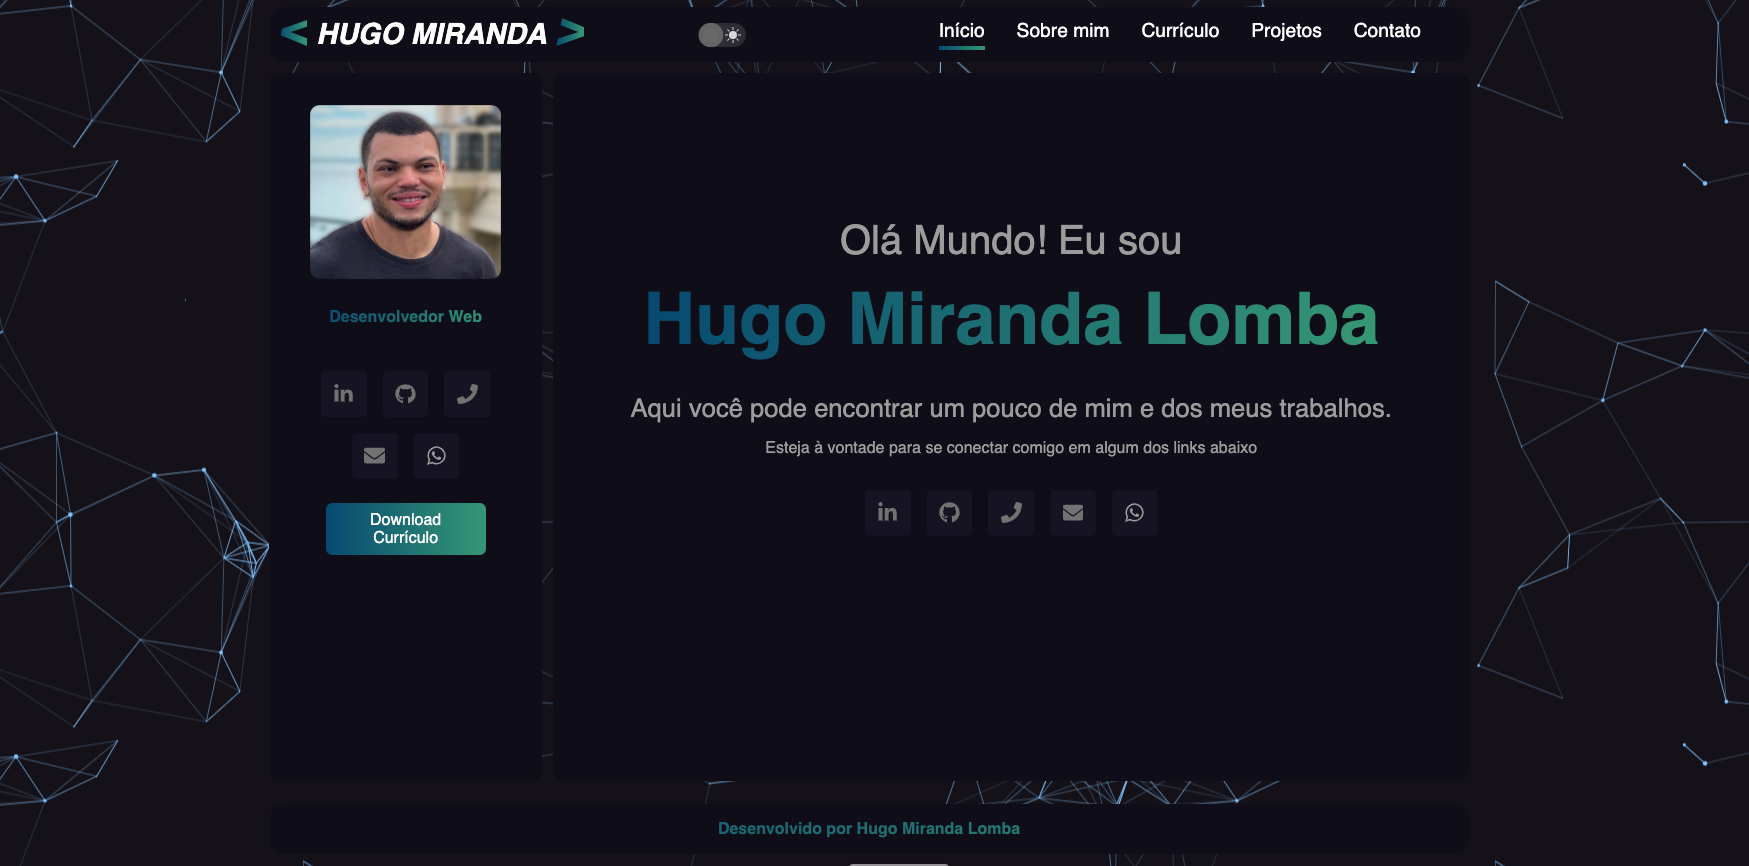 < HUGO MIRANDA >
Início Sobre mim Currículo Projetos Contato
Desenvolvedor Web
Download
Currículo
Olá Mundo! Eu sou
Hugo Miranda Lomba
Aqui você pode encontrar um pouco de mim e dos meus trabalhos.
Esteja à vontade para se conectar comigo em algum dos links abaixo
Desenvolvido por Hugo Miranda Lomba